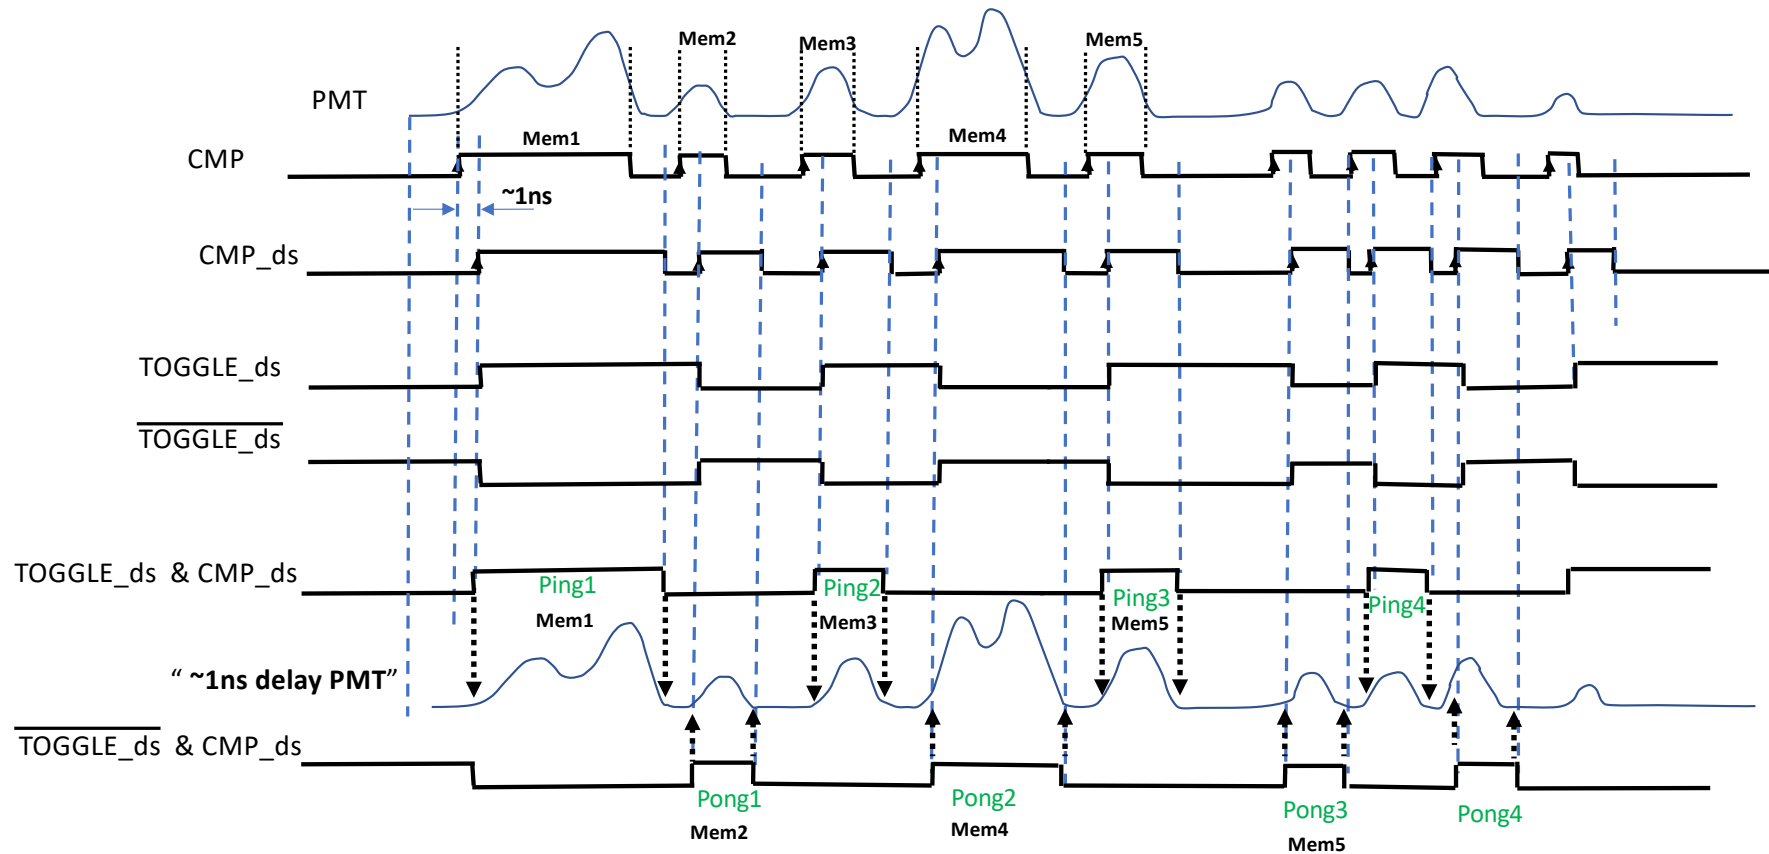 Mem2
Mem3
Mem5
PMT
Mem1
Mem4
CMP
~1ns
CMP_ds
TOGGLE_ds
TOGGLE_ds
TOGGLE_ds & CMP_ds
Ping1
Ping2
Ping3
Ping4
Mem1
Mem3
Mem5
“ ~1ns delay PMT”
TOGGLE_ds & CMP_ds
Pong1
Pong2
Pong3
Pong4
Mem2
Mem4
Mem5